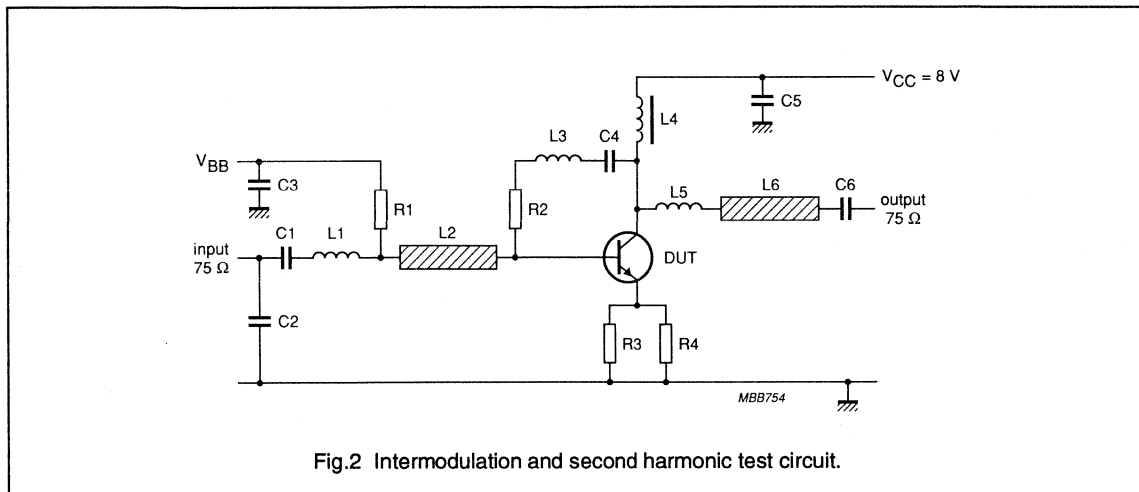 V_CC = 8 V
C5
L4
L3
C4
V_BB
C3
R1
R2
L5
L6
C6
output
75 Ω
input
75 Ω
C1
L1
L2
DUT
C2
R3
R4
MBB754
Fig.2 Intermodulation and second harmonic test circuit.